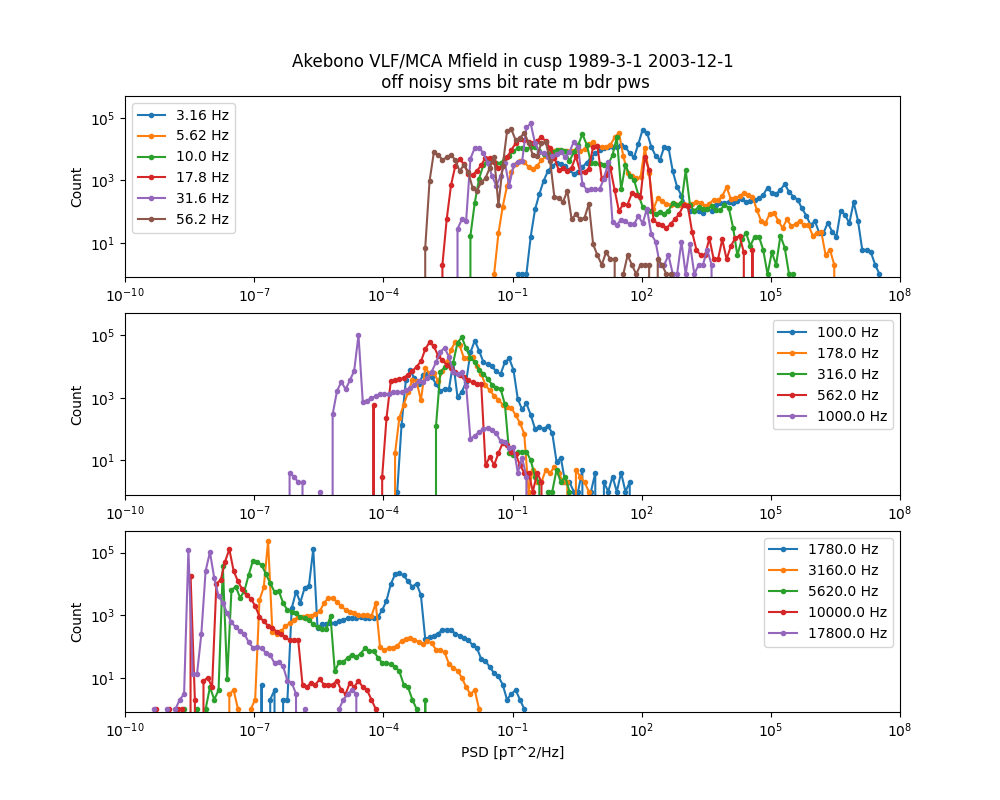 Akebono VLF/MCA Mfield in cusp 1989-3-1 2003-12-1
off noisy sms bit rate m bdr pws
Count
10^5
10^3
10^1
3.16 Hz
5.62 Hz
10.0 Hz
17.8 Hz
31.6 Hz
56.2 Hz
10^-10 10^-7 10^-4 10^-1 10^2 10^5 10^8
Count
10^5
10^3
10^1
100.0 Hz
178.0 Hz
316.0 Hz
562.0 Hz
1000.0 Hz
10^-10 10^-7 10^-4 10^-1 10^2 10^5 10^8
Count
10^5
10^3
10^1
1780.0 Hz
3160.0 Hz
5620.0 Hz
10000.0 Hz
17800.0 Hz
10^-10 10^-7 10^-4 10^-1 10^2 10^5 10^8
PSD [pT^2/Hz]